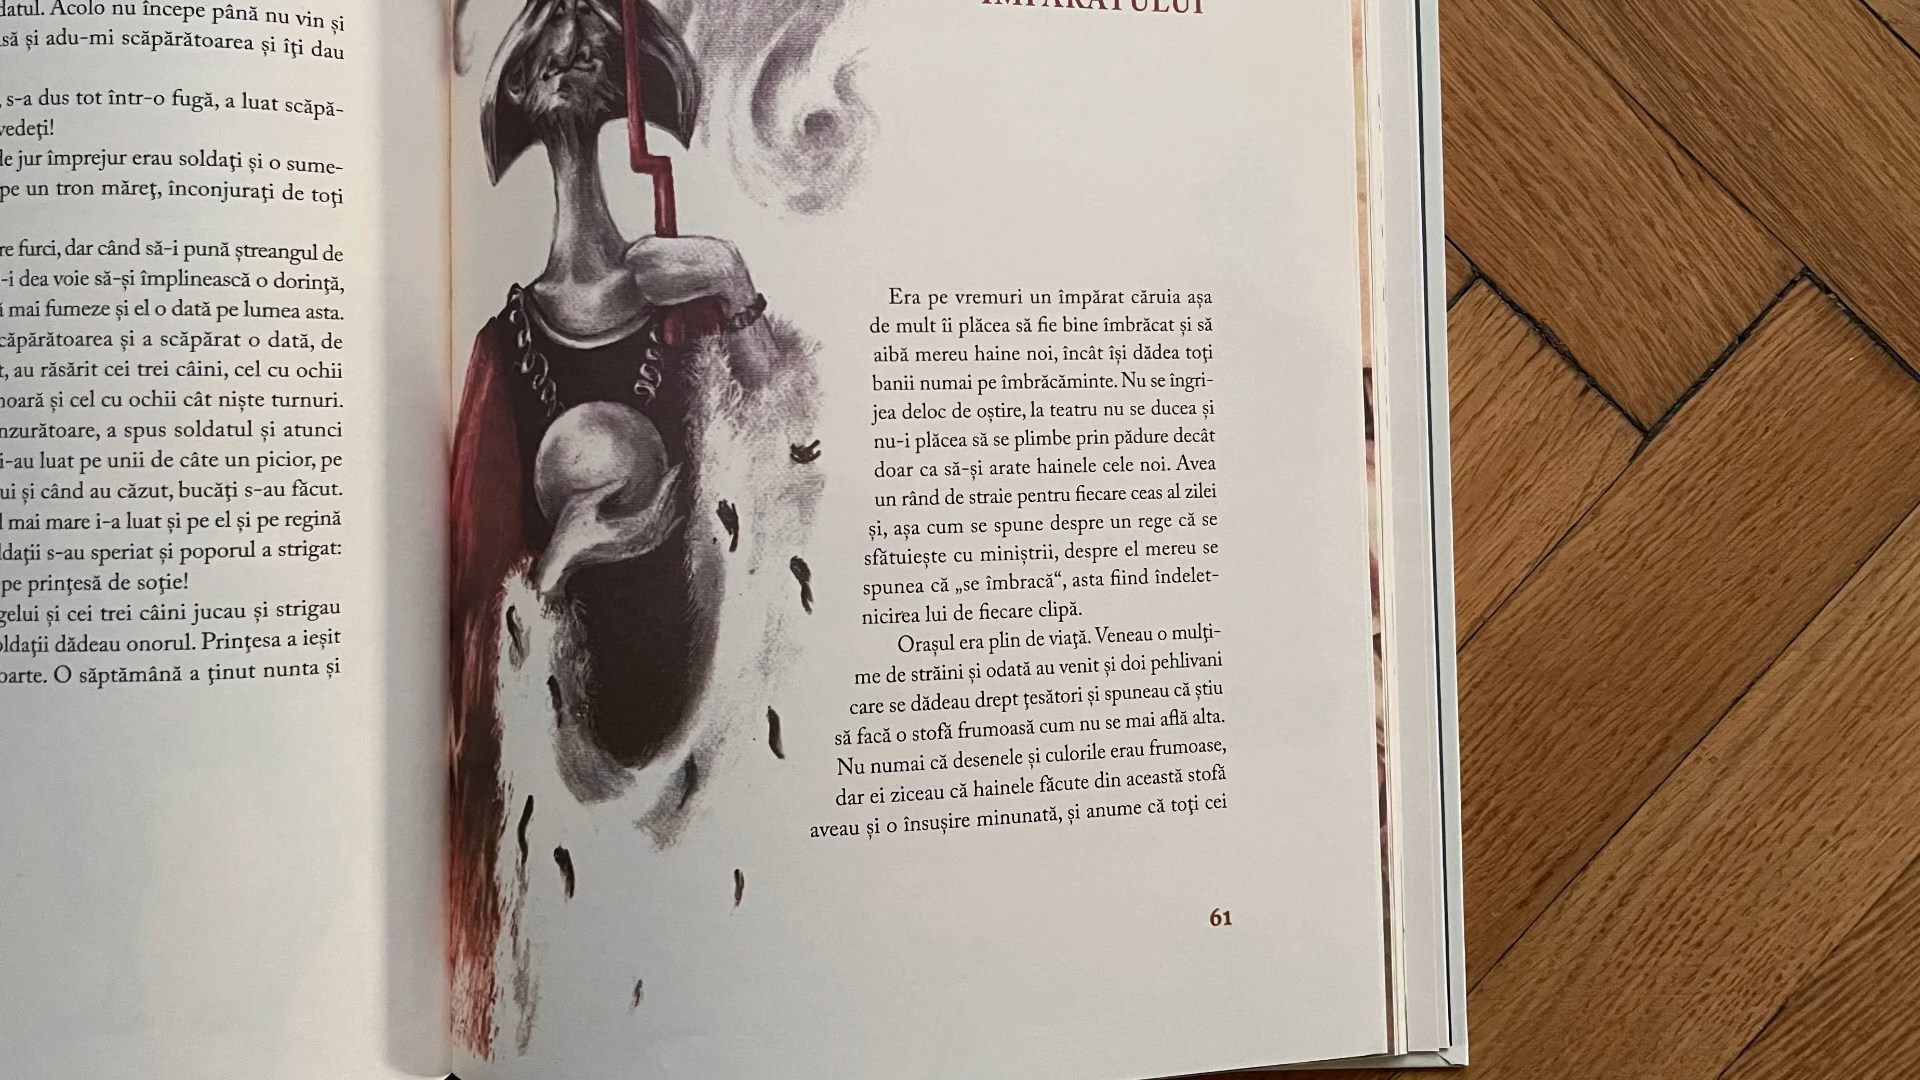 Acolo nu începe până nu vin și
să și adu-mi scăpărătoarea și îți dau
s-a dus tot într-o fugă, a luat scăpă-
vedeți!
jur împrejur erau soldați și o sume-
pe un tron măreț, înconjurați de toți
furci, dar când să-i pună ștreangul de
-i dea voie să-și împlinească o dorință,
mai fumeze și el o dată pe lumea asta.
scăpărătoarea și a scăpărat o dată, de
au răsărit cei trei câini, cel cu ochii
și cel cu ochii cât niște turnuri.
a spus soldatul și atunci
i-au luat pe unii de câte un picior, pe
și când au căzut, bucăți s-au făcut.
mai mare i-a luat și pe el și pe regină
s-au speriat și poporul a strigat:
pe prințesă de soție!
și cei trei câini jucau și strigau
dădeau onorul. Prințesa a ieșit
O săptămână a ținut nunta și
ÎMPĂRATULUI
Era pe vremuri un împărat căruia așa
de mult îi plăcea să fie bine îmbrăcat și să
aibă mereu haine noi, încât își dădea toți
banii numai pe îmbrăcăminte. Nu se îngri-
jea deloc de oștire, la teatru nu se ducea și
nu-i plăcea să se plimbe prin pădure decât
doar ca să-și arate hainele cele noi. Avea
un rând de straie pentru fiecare ceas al zilei
și, așa cum se spune despre un rege că se
sfătuiește cu miniștrii, despre el mereu se
spunea că „se îmbracă“, asta fiind îndelet-
nicirea lui de fiecare clipă.
Orașul era plin de viață. Veneau o mulți-
me de străini și odată au venit și doi pehlivani
care se dădeau drept țesători și spuneau că știu
să facă o stofă frumoasă cum nu se mai află alta.
Nu numai că desenele și culorile erau frumoase,
dar ei ziceau că hainele făcute din această stofă
aveau și o însușire minunată, și anume că toți cei
61